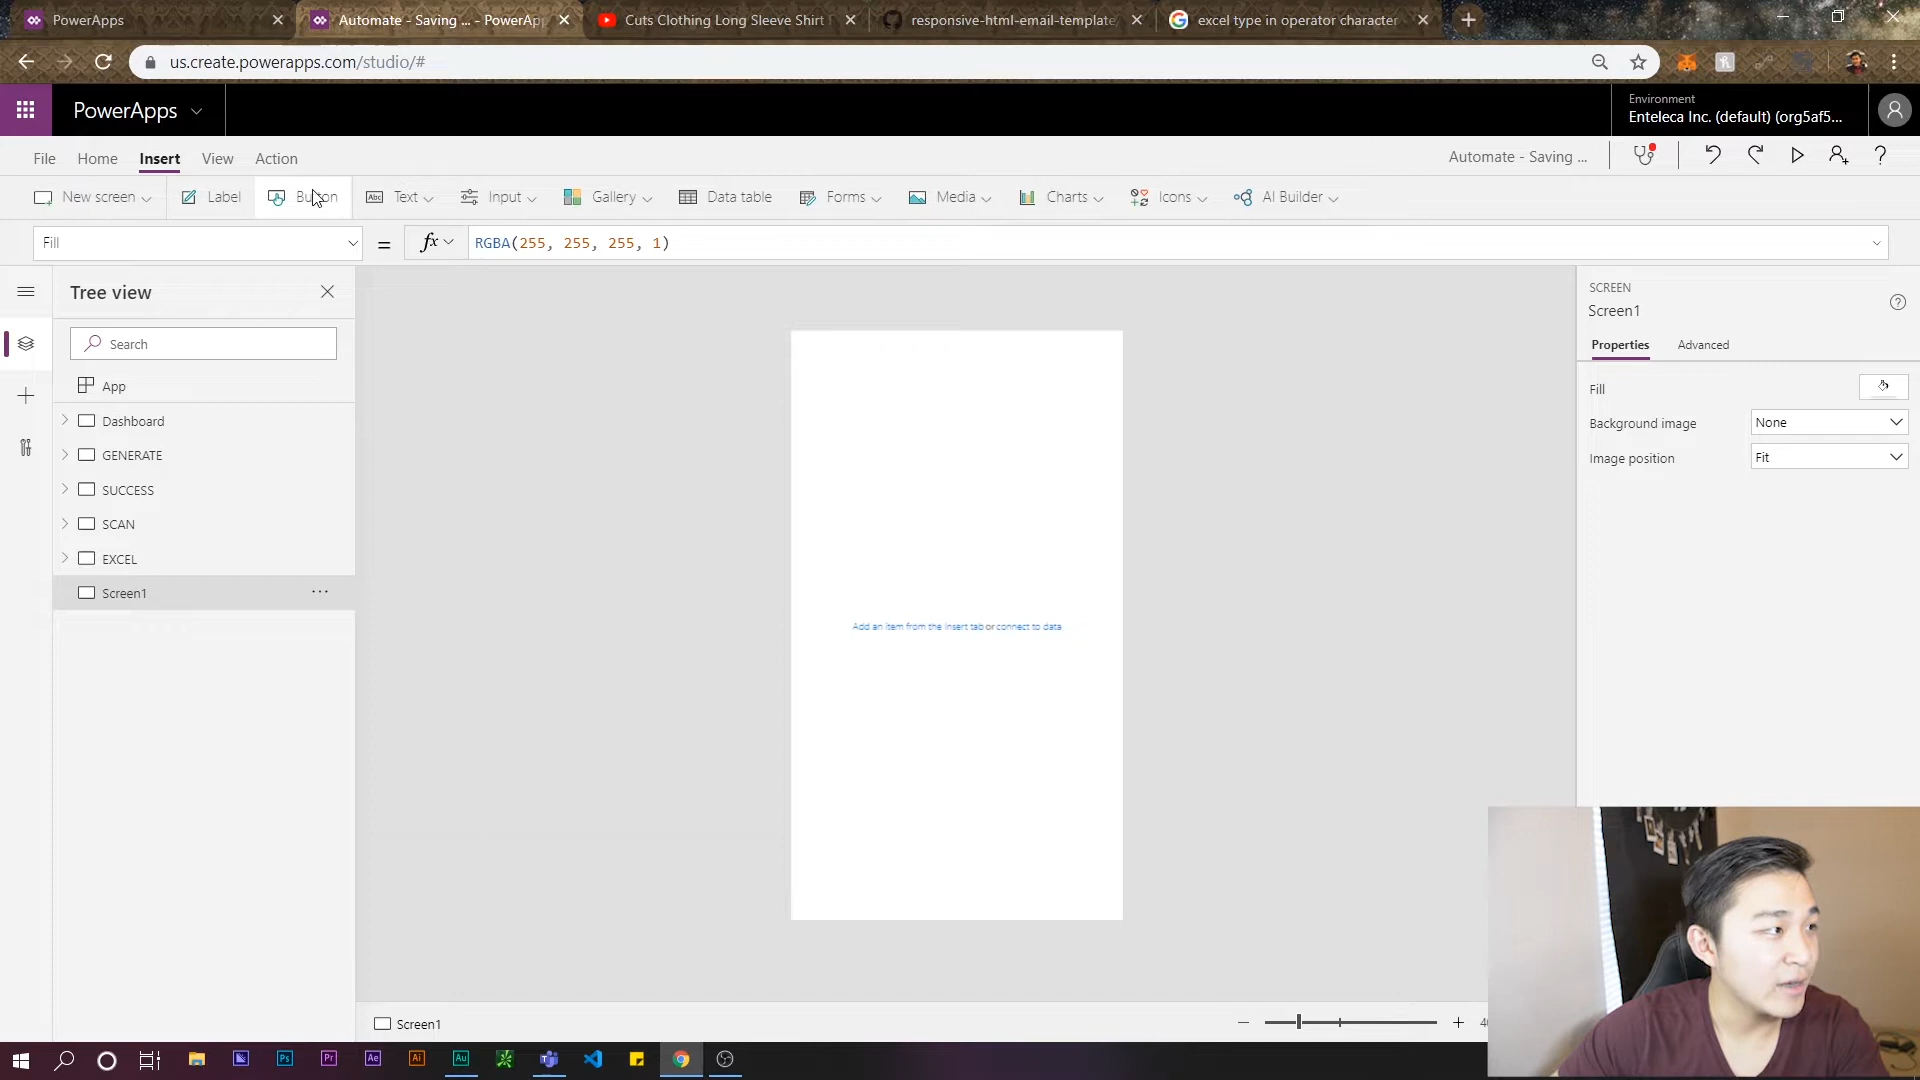 PowerApps
Automate - Saving ... - PowerApp
Cuts Clothing Long Sleeve Shirt
responsive-html-email-template
excel type in operator character
us.create.powerapps.com/studio/#
PowerApps
Environment
Enteleca Inc. (default) (org5af5...
File Home Insert View Action
Automate - Saving ...
?
New screen Label Button Text Input Gallery Data table Forms Media Charts Icons AI Builder
Fill = fx RGBA(255, 255, 255, 1)
Tree view
Search
App
Dashboard
GENERATE
SUCCESS
SCAN
EXCEL
Screen1 ...
Add an item from the Insert tab or connect to data
SCREEN
Screen1
Properties Advanced
Fill
Background image None
Image position Fit
Screen1